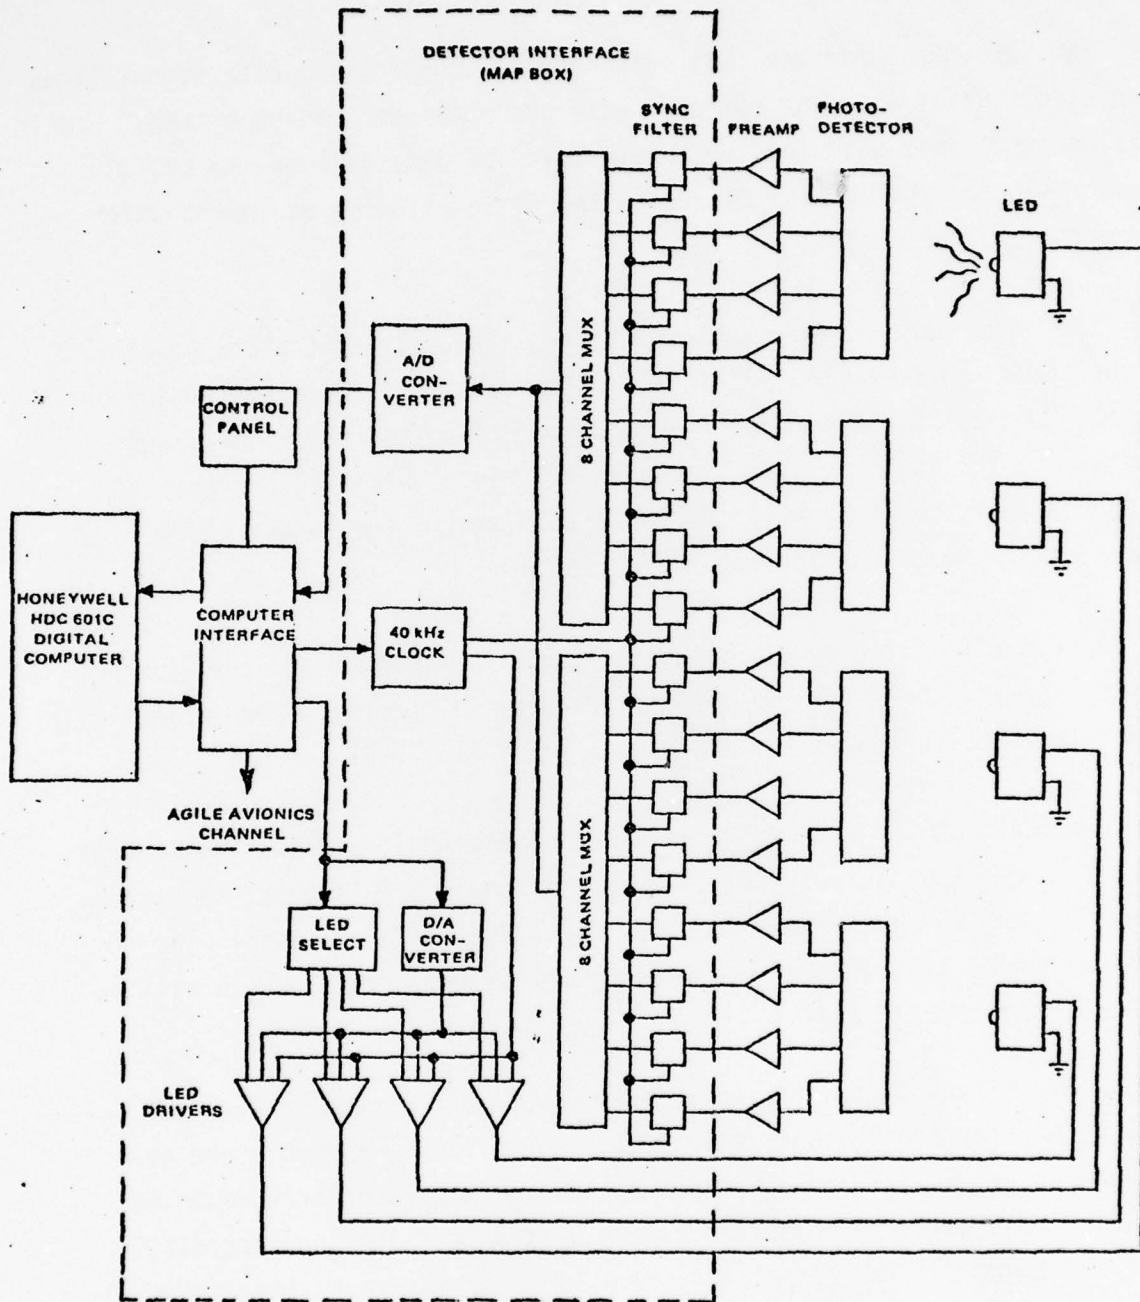 DETECTOR INTERFACE
(MAP BOX)
SYNC
FILTER
PREAMP
PHOTO-
DETECTOR
LED
8 CHANNEL MUX
A/D
CON-
VERTER
CONTROL
PANEL
HONEYWELL
HDC 601C
DIGITAL
COMPUTER
COMPUTER
INTERFACE
40 kHz
CLOCK
AGILE AVIONICS
CHANNEL
8 CHANNEL MUX
LED
SELECT
D/A
CON-
VERTER
LED
DRIVERS